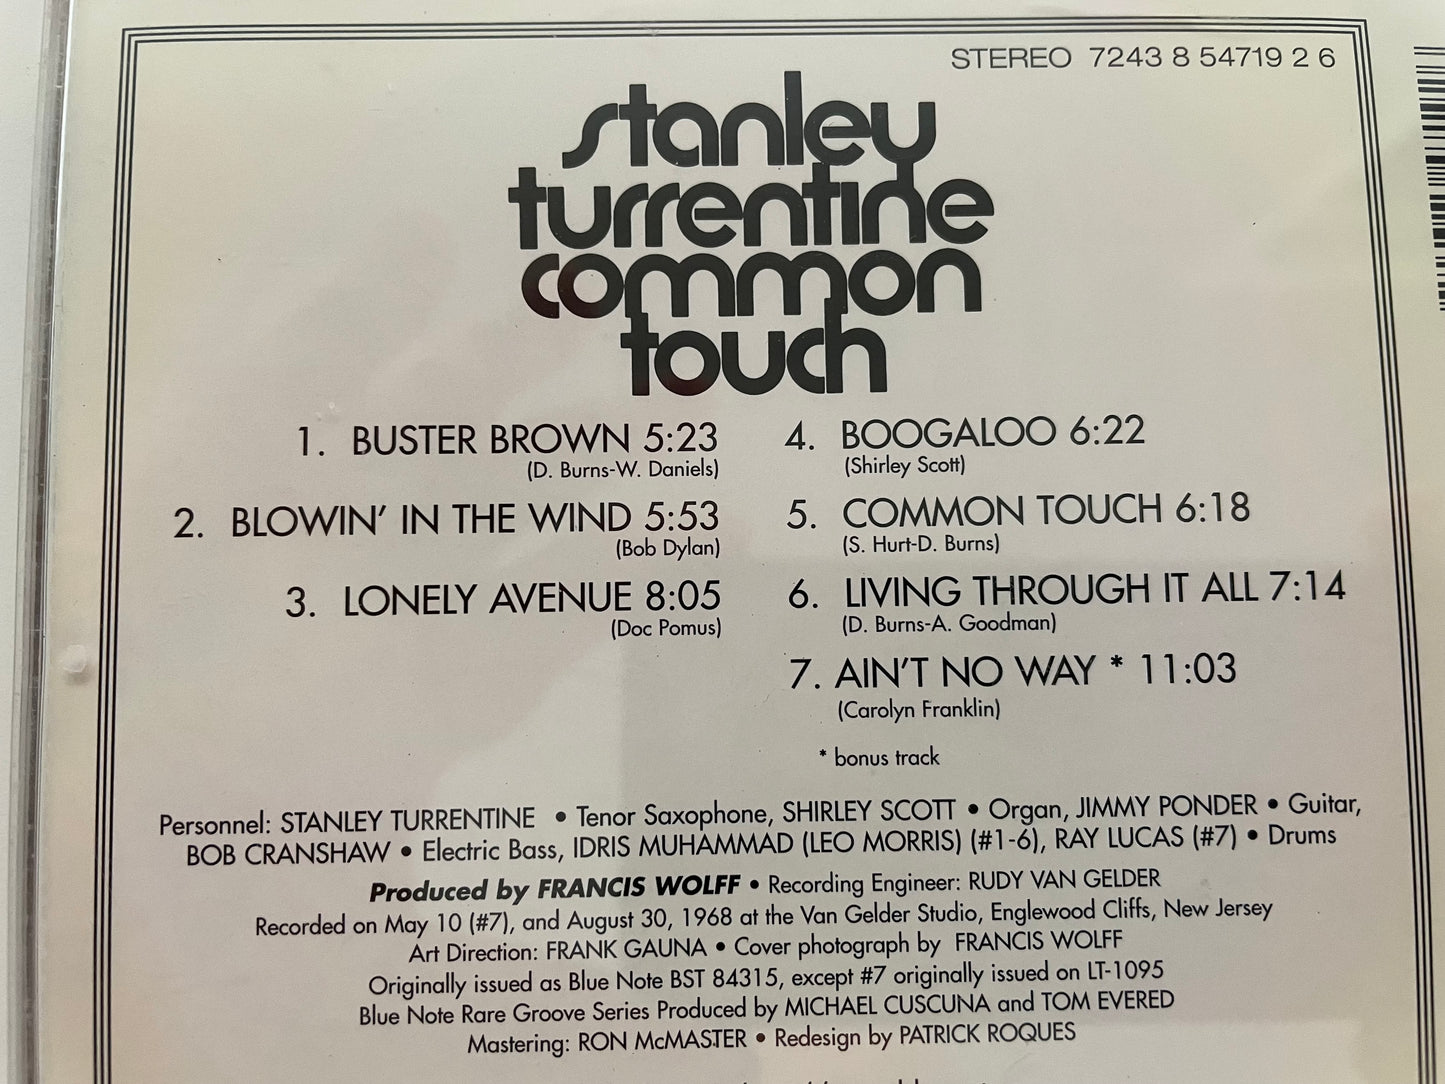 STEREO 7243 8 54719 2 6
stanley
turrentine
common
touch
1. BUSTER BROWN 5:23
(D. Burns-W. Daniels)
2. BLOWIN' IN THE WIND 5:53
(Bob Dylan)
3. LONELY AVENUE 8:05
(Doc Pomus)
4. BOOGALOO 6:22
(Shirley Scott)
5. COMMON TOUCH 6:18
(S. Hurt-D. Burns)
6. LIVING THROUGH IT ALL 7:14
(D. Burns-A. Goodman)
7. AIN'T NO WAY * 11:03
(Carolyn Franklin)
* bonus track
Personnel: STANLEY TURRENTINE • Tenor Saxophone, SHIRLEY SCOTT • Organ, JIMMY PONDER • Guitar,
BOB CRANSHAW • Electric Bass, IDRIS MUHAMMAD (LEO MORRIS) (#1-6), RAY LUCAS (#7) • Drums
Produced by FRANCIS WOLFF • Recording Engineer: RUDY VAN GELDER
Recorded on May 10 (#7), and August 30, 1968 at the Van Gelder Studio, Englewood Cliffs, New Jersey
Art Direction: FRANK GAUNA • Cover photograph by FRANCIS WOLFF
Originally issued as Blue Note BST 84315, except #7 originally issued on LT-1095
Blue Note Rare Groove Series Produced by MICHAEL CUSCUNA and TOM EVERED
Mastering: RON McMASTER • Redesign by PATRICK ROQUES